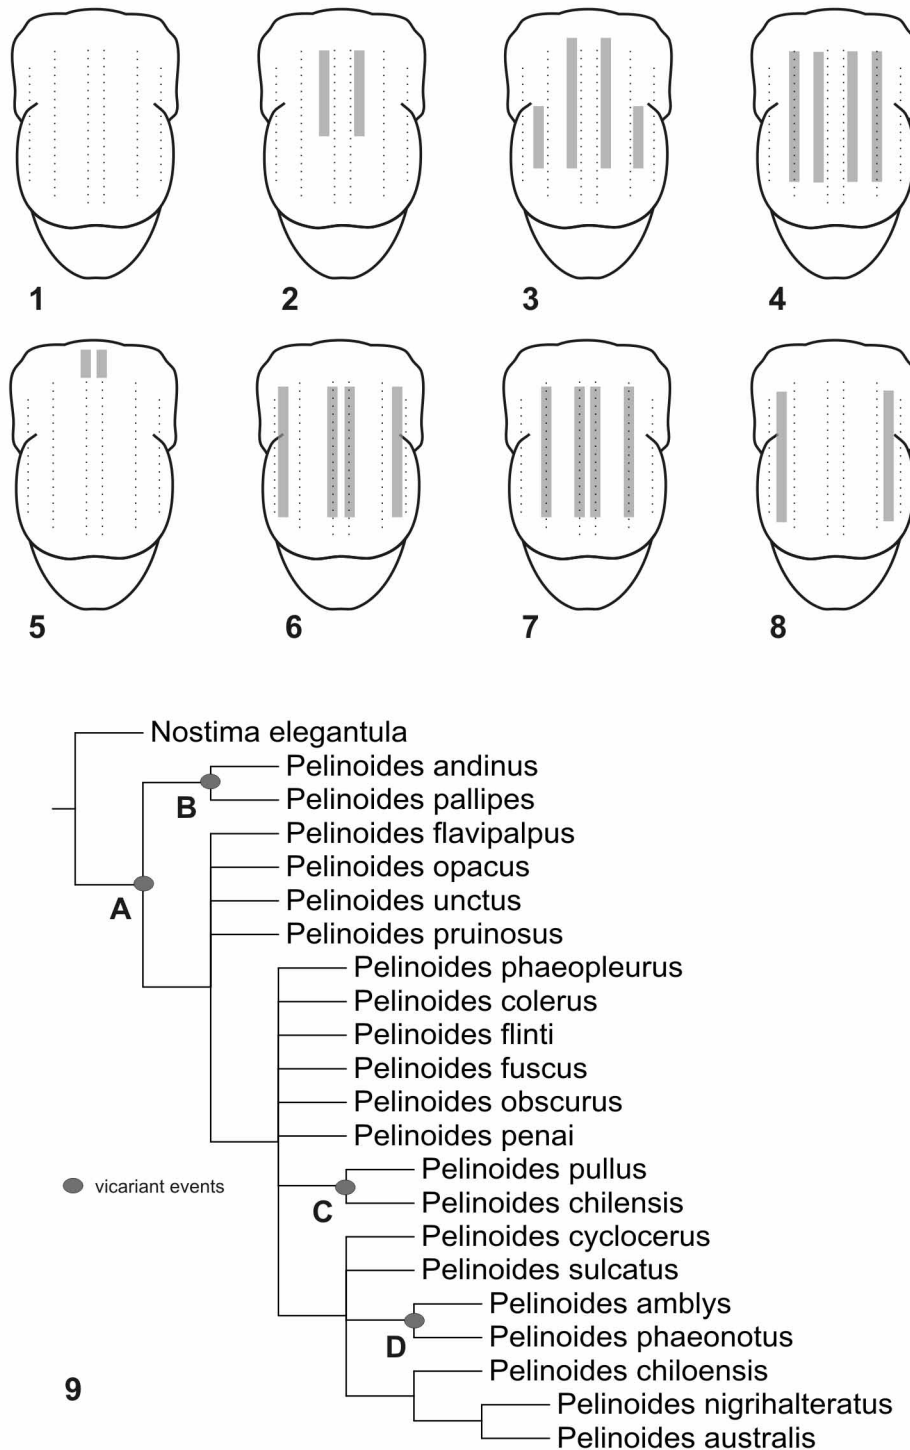 1
2
3
4
5
6
7
8
Nostima elegantula
Pelinoides andinus
B
Pelinoides pallipes
Pelinoides flavipalpus
Pelinoides opacus
A
Pelinoides unctus
Pelinoides pruinosus
Pelinoides phaeopleurus
Pelinoides colerus
Pelinoides flinti
Pelinoides fuscus
Pelinoides obscurus
Pelinoides penai
Pelinoides pullus
vicariant events
C
Pelinoides chilensis
Pelinoides cyclocerus
Pelinoides sulcatus
Pelinoides amblys
D
Pelinoides phaeonotus
Pelinoides chiloensis
9
Pelinoides nigrihalteratus
Pelinoides australis